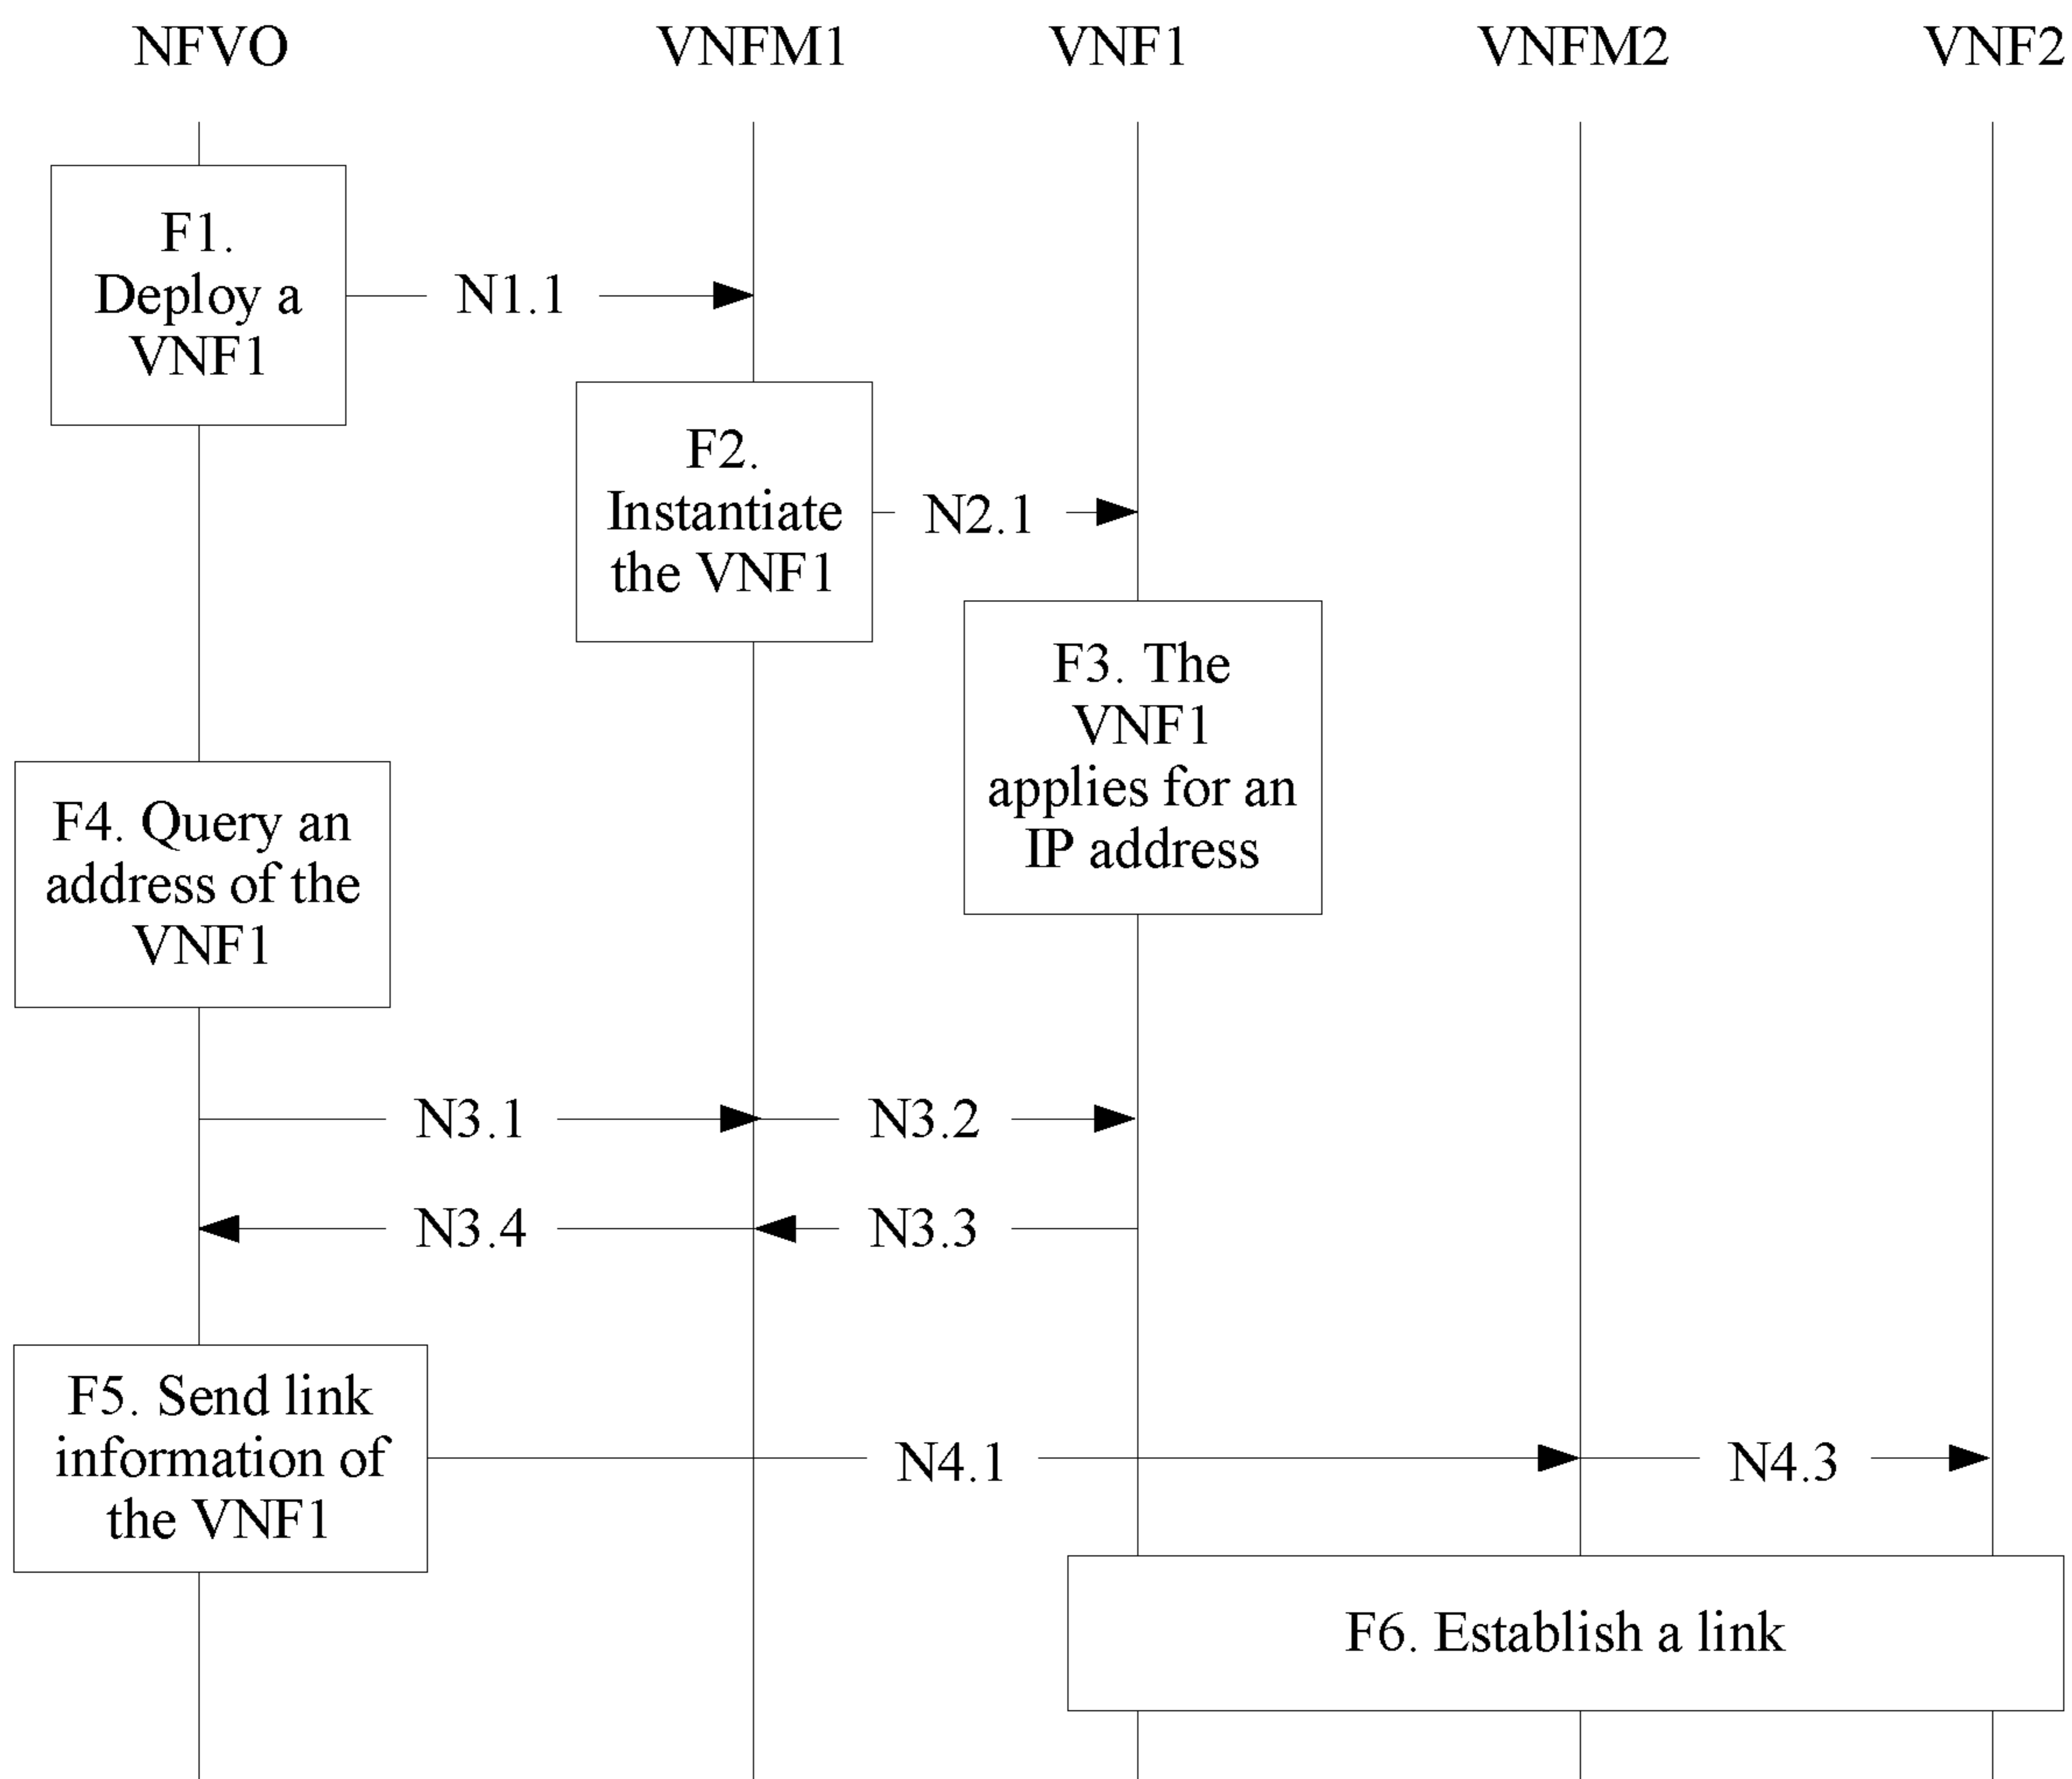 NFVO VNFM1 VNF1 VNFM2 VNF2
F1.
Deploy a
VNF1
N1.1
F2.
Instantiate
the VNF1
N2.1
F3. The
VNF1
applies for an
IP address
F4. Query an
address of the
VNF1
N3.1 N3.2
N3.4 N3.3
F5. Send link
information of
the VNF1
N4.1 N4.3
F6. Establish a link